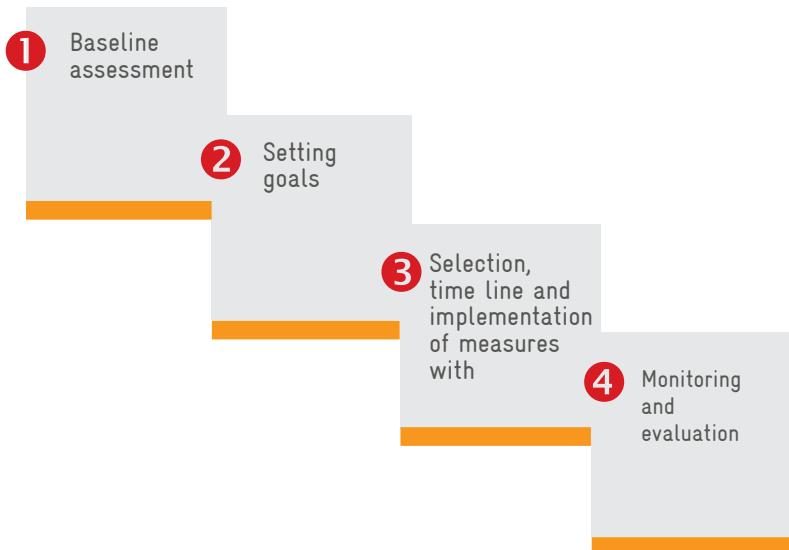 1 Baseline
assessment
2 Setting
goals
3 Selection,
time line and
implementation
of measures
with
4 Monitoring
and
evaluation